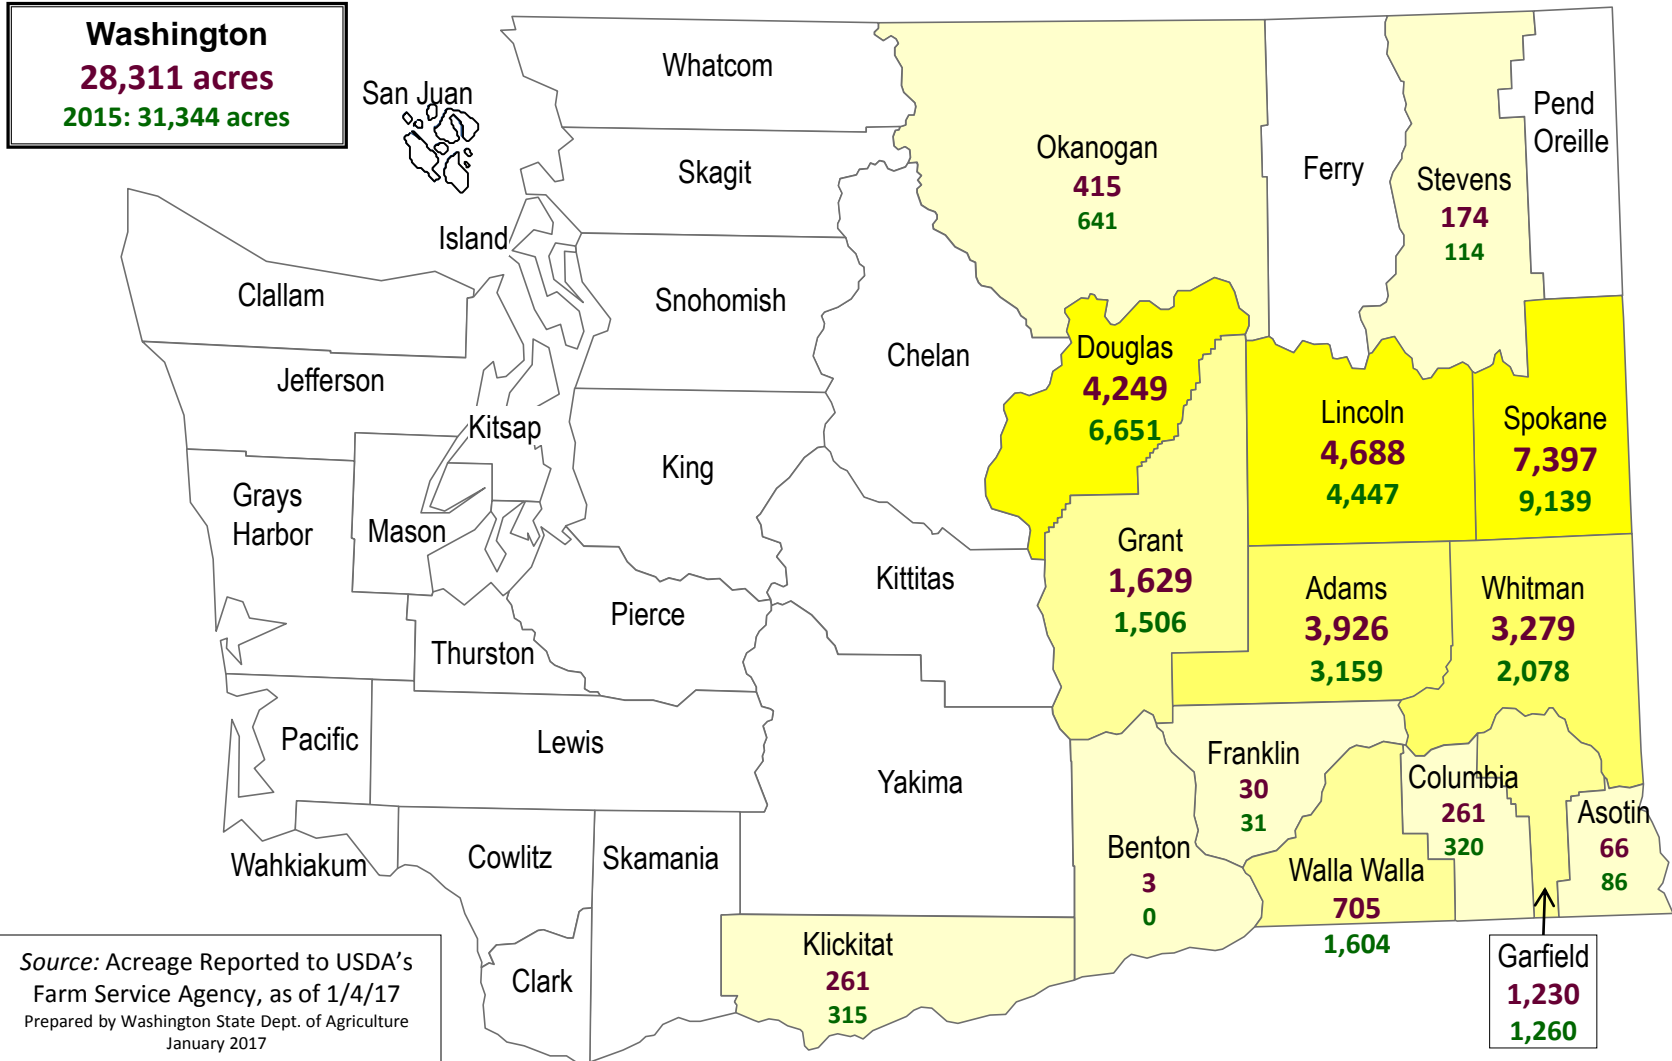 Washington
28,311 acres
2015: 31,344 acres
San Juan
Whatcom
Skagit
Island
Okanogan
415
641
Ferry
Stevens
174
114
Pend
Oreille
Clallam
Snohomish
Jefferson
Chelan
Douglas
4,249
6,651
Lincoln
4,688
4,447
Spokane
7,397
9,139
Kitsap
King
Grays
Harbor
Mason
Grant
1,629
1,506
Kittitas
Adams
3,926
3,159
Whitman
3,279
2,078
Pierce
Thurston
Pacific
Lewis
Yakima
Franklin
30
31
Columbia
261
320
Asotin
66
86
Benton
3
0
Walla Walla
705
1,604
Wahkiakum
Cowlitz
Skamania
Klickitat
261
315
Clark
Garfield
1,230
1,260
Source: Acreage Reported to USDA's
Farm Service Agency, as of 1/4/17
Prepared by Washington State Dept. of Agriculture
January 2017